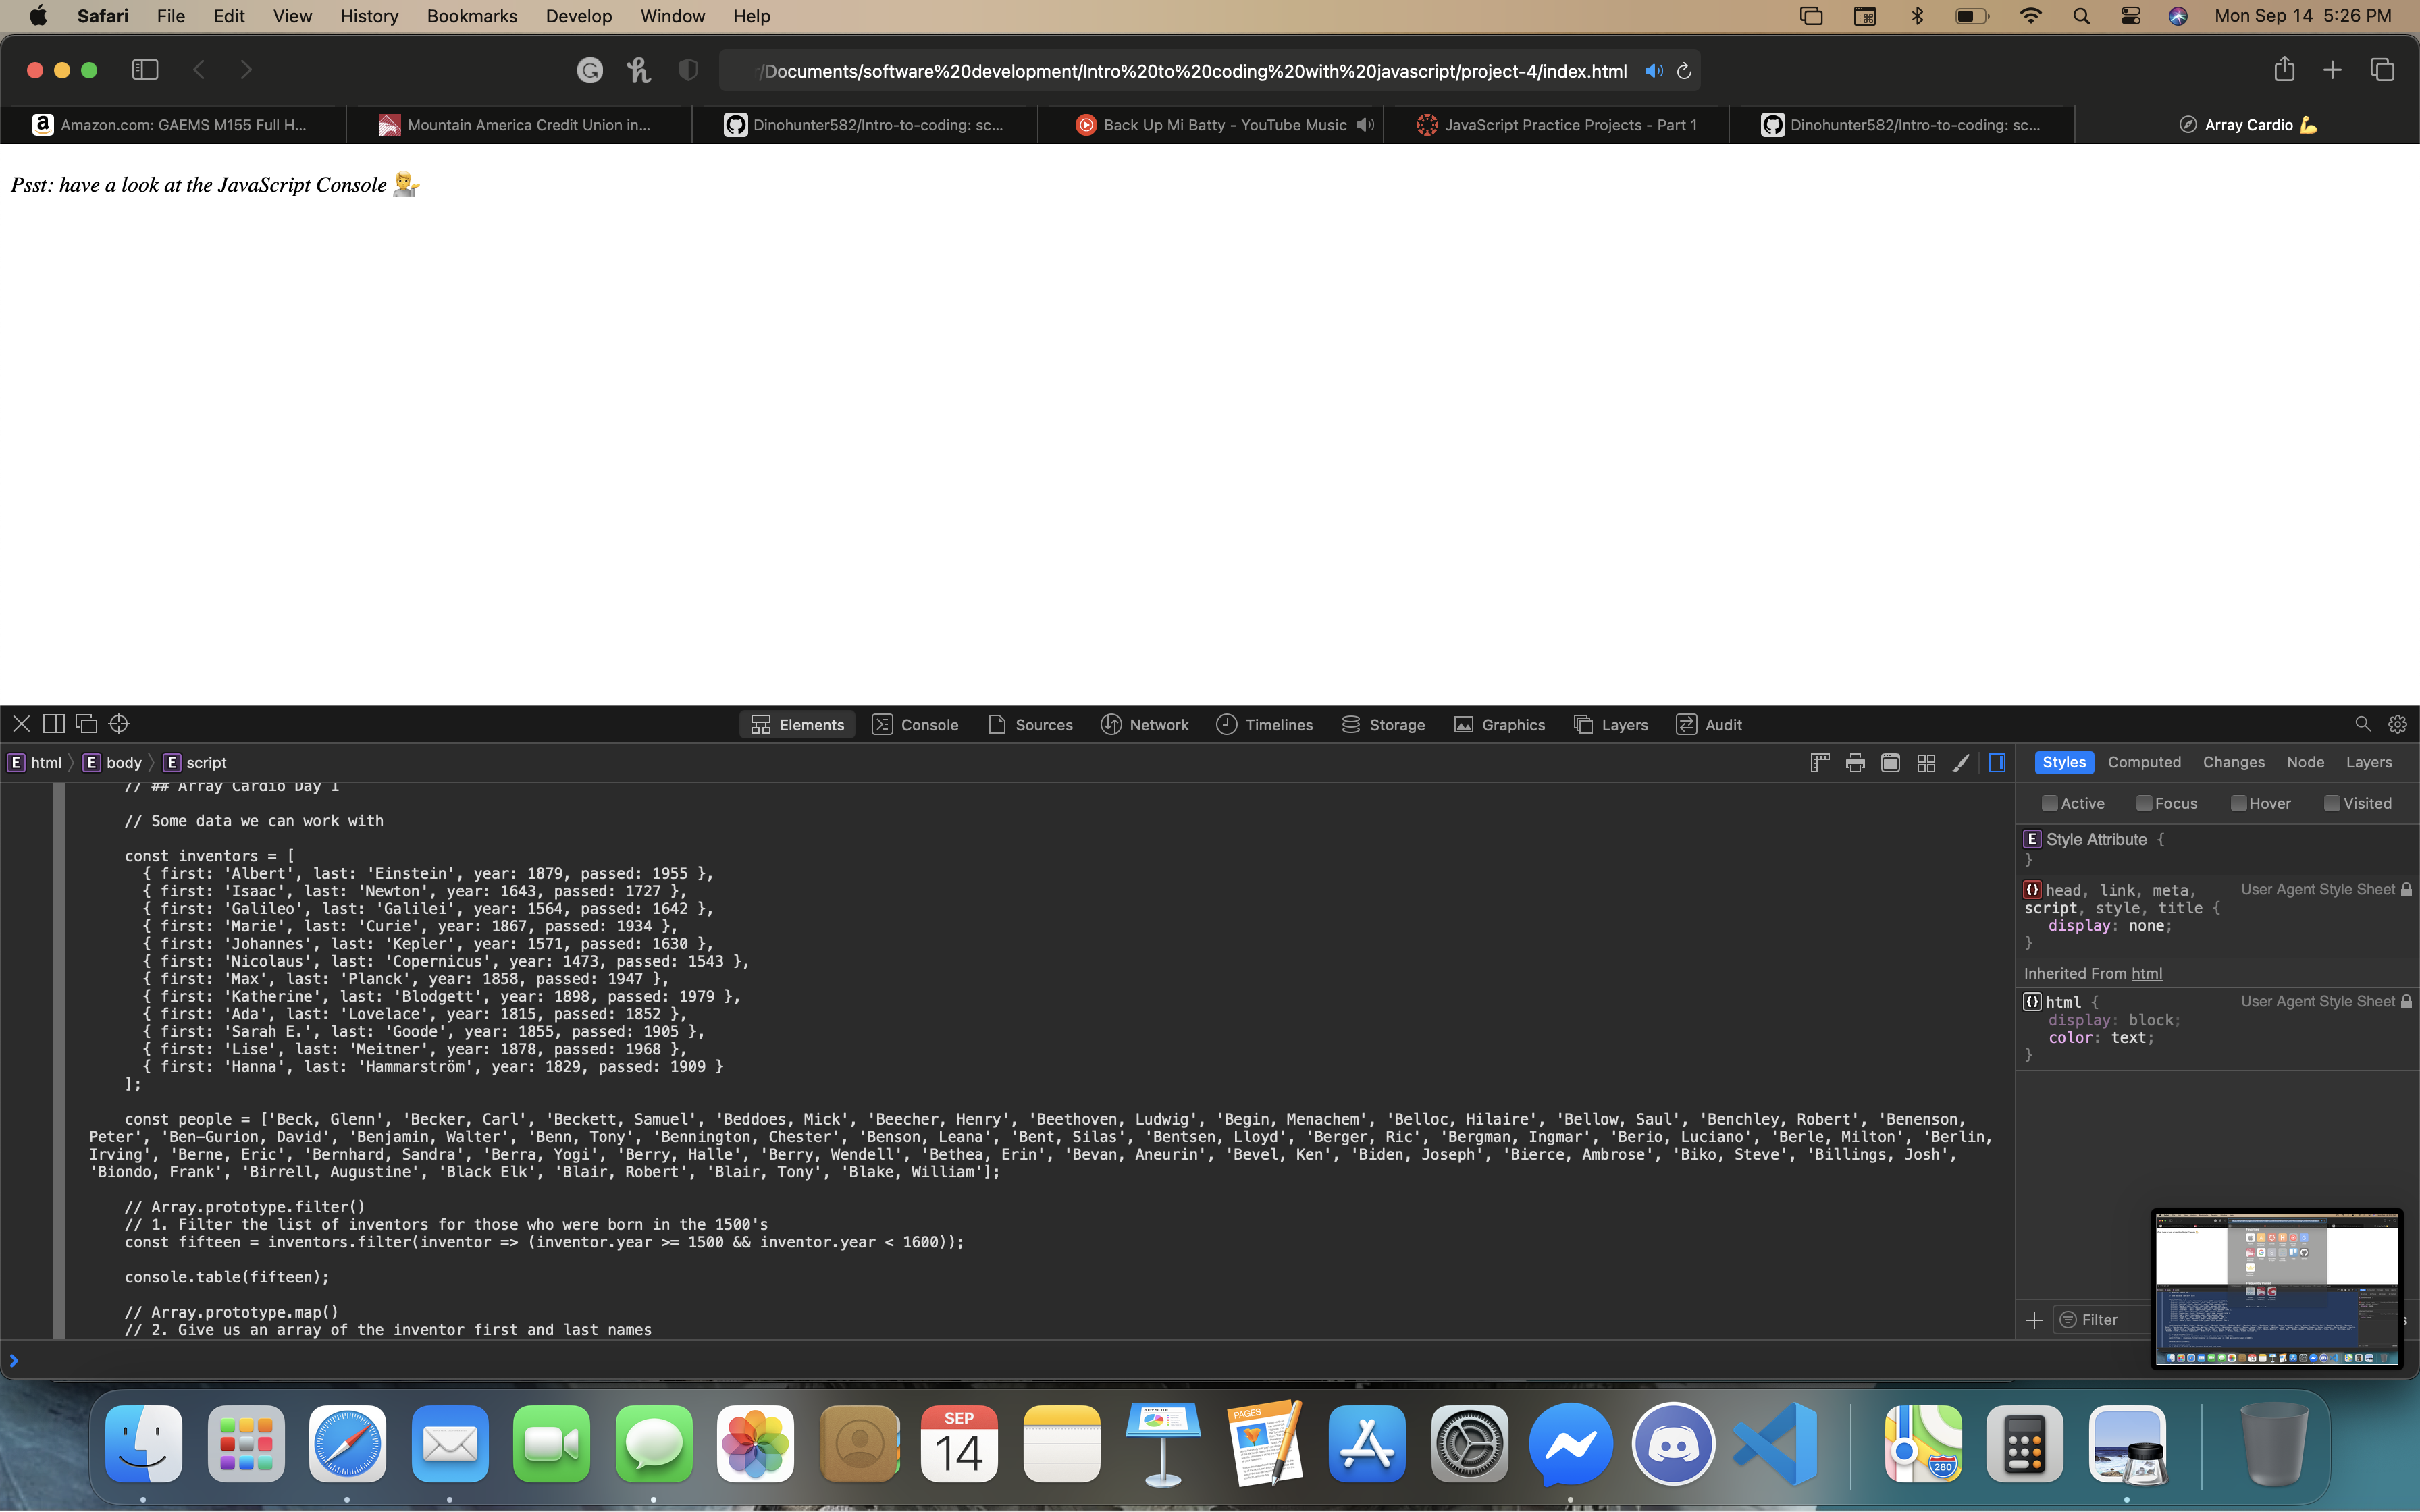 Safari File Edit View History Bookmarks Develop Window Help Mon Sep 14 5:26 PM
/Documents/software%20development/Intro%20to%20coding%20with%20javascript/project-4/index.html
Amazon.com: GAEMS M155 Full H... Mountain America Credit Union in... Dinohunter582/Intro-to-coding: sc... Back Up Mi Batty - YouTube Music JavaScript Practice Projects - Part 1 Dinohunter582/Intro-to-coding: sc... Array Cardio 💪
Psst: have a look at the JavaScript Console 💁
Elements Console Sources Network Timelines Storage Graphics Layers Audit
E html E body E script
Styles Computed Changes Node Layers
Active Focus Hover Visited
// ## Array Cardio Day 1
// Some data we can work with
const inventors = [
{ first: 'Albert', last: 'Einstein', year: 1879, passed: 1955 },
{ first: 'Isaac', last: 'Newton', year: 1643, passed: 1727 },
{ first: 'Galileo', last: 'Galilei', year: 1564, passed: 1642 },
{ first: 'Marie', last: 'Curie', year: 1867, passed: 1934 },
{ first: 'Johannes', last: 'Kepler', year: 1571, passed: 1630 },
{ first: 'Nicolaus', last: 'Copernicus', year: 1473, passed: 1543 },
{ first: 'Max', last: 'Planck', year: 1858, passed: 1947 },
{ first: 'Katherine', last: 'Blodgett', year: 1898, passed: 1979 },
{ first: 'Ada', last: 'Lovelace', year: 1815, passed: 1852 },
{ first: 'Sarah E.', last: 'Goode', year: 1855, passed: 1905 },
{ first: 'Lise', last: 'Meitner', year: 1878, passed: 1968 },
{ first: 'Hanna', last: 'Hammarström', year: 1829, passed: 1909 }
];
const people = ['Beck, Glenn', 'Becker, Carl', 'Beckett, Samuel', 'Beddoes, Mick', 'Beecher, Henry', 'Beethoven, Ludwig', 'Begin, Menachem', 'Belloc, Hilaire', 'Bellow, Saul', 'Benchley, Robert', 'Benenson,
Peter', 'Ben-Gurion, David', 'Benjamin, Walter', 'Benn, Tony', 'Bennington, Chester', 'Benson, Leana', 'Bent, Silas', 'Bentsen, Lloyd', 'Berger, Ric', 'Bergman, Ingmar', 'Berio, Luciano', 'Berle, Milton', 'Berlin,
Irving', 'Berne, Eric', 'Bernhard, Sandra', 'Berra, Yogi', 'Berry, Halle', 'Berry, Wendell', 'Bethea, Erin', 'Bevan, Aneurin', 'Bevel, Ken', 'Biden, Joseph', 'Bierce, Ambrose', 'Biko, Steve', 'Billings, Josh',
'Biondo, Frank', 'Birrell, Augustine', 'Black Elk', 'Blair, Robert', 'Blair, Tony', 'Blake, William'];
// Array.prototype.filter()
// 1. Filter the list of inventors for those who were born in the 1500's
const fifteen = inventors.filter(inventor => (inventor.year >= 1500 && inventor.year < 1600));
console.table(fifteen);
// Array.prototype.map()
// 2. Give us an array of the inventor first and last names
E Style Attribute {
}
{} head, link, meta, User Agent Style Sheet
script, style, title {
display: none;
}
Inherited From html
{} html { User Agent Style Sheet
display: block;
color: text;
}
+ Filter
SEP
14
KEYNOTE
PAGES
280